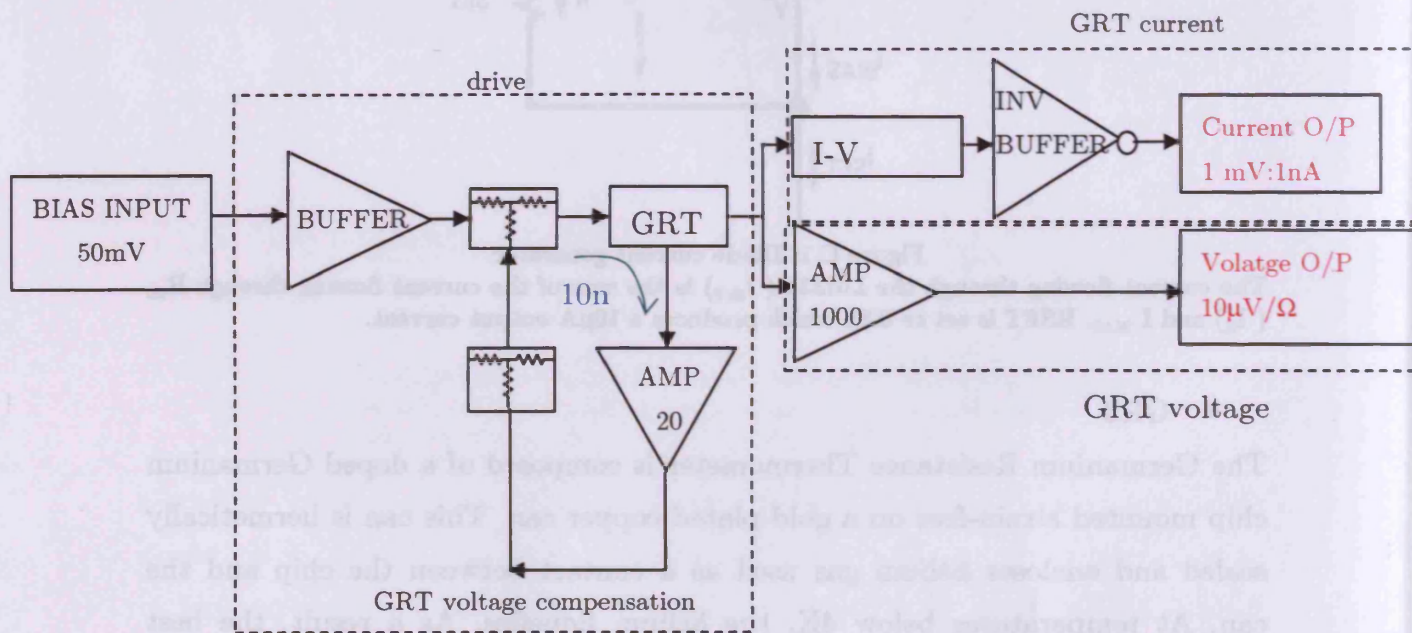 GRT current
drive
BIAS INPUT
50mV
BUFFER
GRT
10n
AMP
20
GRT voltage compensation
I-V
INV
BUFFER
Current O/P
1 mV:1nA
AMP
1000
Volatge O/P
10µV/Ω
GRT voltage
The Germanium Resistance Thermometer is composed of a doped Germanium
chip mounted strain-free on a gold plated copper can. This can is hermetically
sealed and encloses helium gas used as a contact between the chip and the
can. At temperatures below 4K, the helium liquefies. As a result, the heat